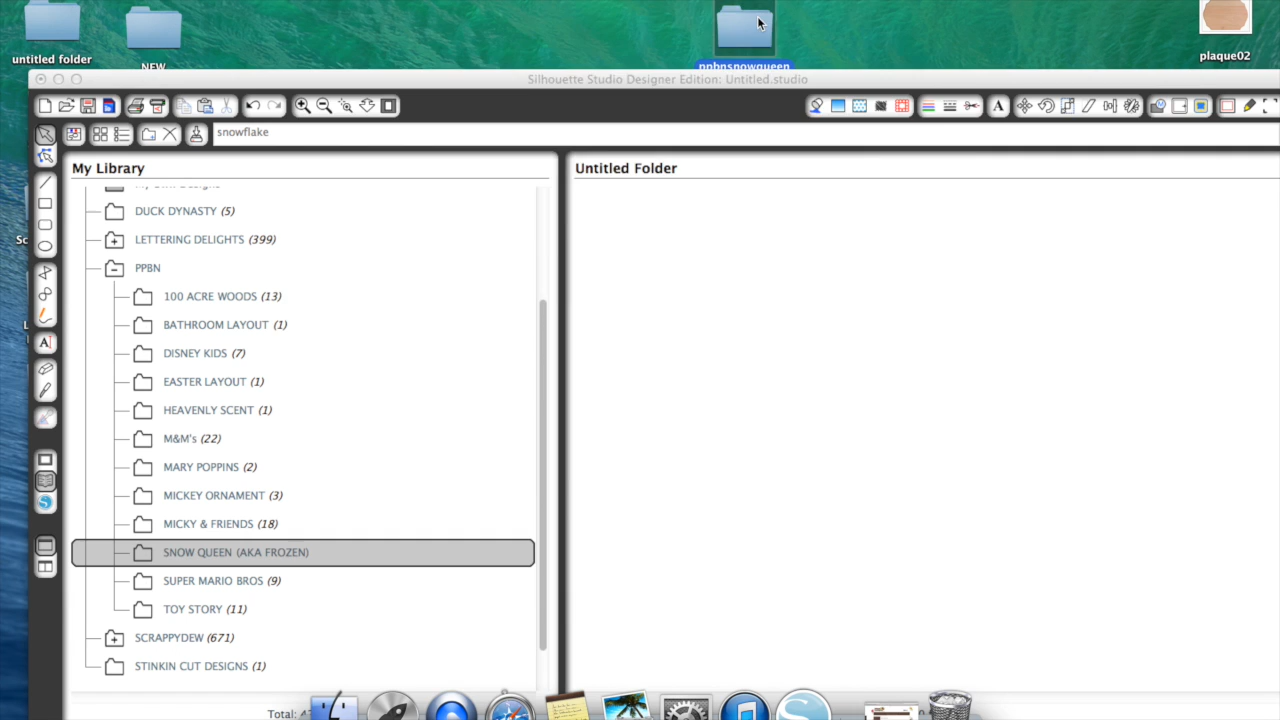 untitled folder
NEW
ppbnsnowqueen
plaque02
Silhouette Studio Designer Edition: Untitled.studio
snowflake
My Library
Untitled Folder
DUCK DYNASTY (5)
LETTERING DELIGHTS (399)
PPBN
100 ACRE WOODS (13)
BATHROOM LAYOUT (1)
DISNEY KIDS (7)
EASTER LAYOUT (1)
HEAVENLY SCENT (1)
M&M's (22)
MARY POPPINS (2)
MICKEY ORNAMENT (3)
MICKY & FRIENDS (18)
SNOW QUEEN (AKA FROZEN)
SUPER MARIO BROS (9)
TOY STORY (11)
SCRAPPYDEW (671)
STINKIN CUT DESIGNS (1)
Total: